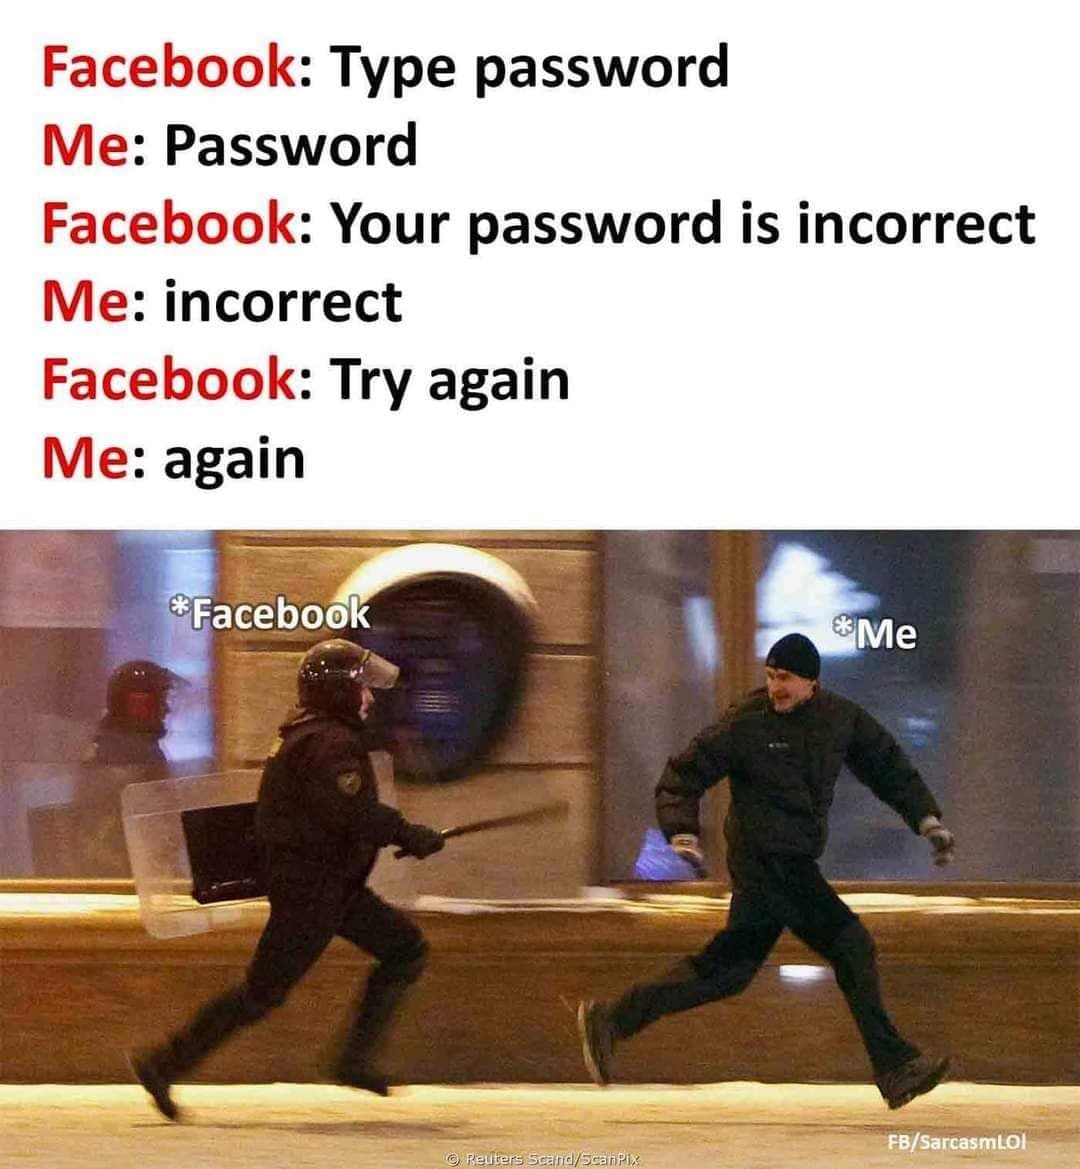 Facebook: Type password
Me: Password
Facebook: Your password is incorrect
Me: incorrect
Facebook: Try again
Me: again
*Facebook
*Me
FB/SarcasmLOl
© Reuters Scand/ScanPix